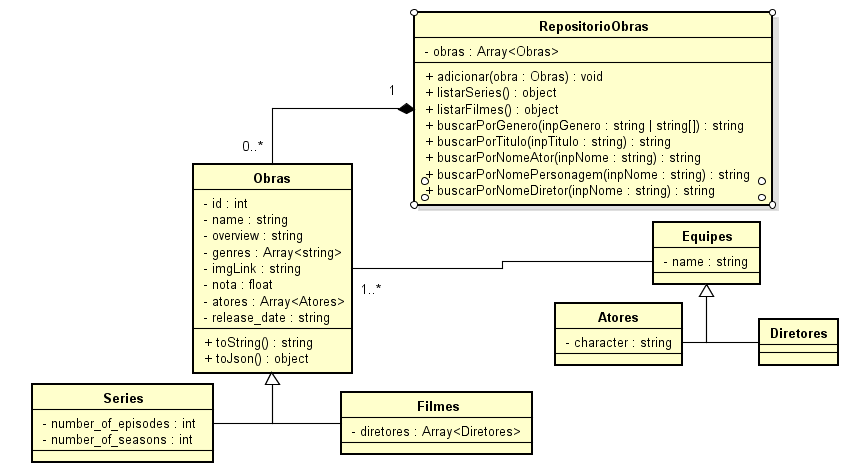 RepositorioObras
- obras : Array<Obras>
+ adicionar(obra : Obras) : void
+ listarSeries() : object
+ listarFilmes() : object
+ buscarPorGenero(inpGenero : string | string[]) : string
+ buscarPorTitulo(inpTitulo : string) : string
+ buscarPorNomeAtor(inpNome : string) : string
+ buscarPorNomePersonagem(inpNome : string) : string
+ buscarPorNomeDiretor(inpNome : string) : string
1
0..*
Obras
- id : int
- name : string
- overview : string
- genres : Array<string>
- imgLink : string
- nota : float
- atores : Array<Atores>
- release_date : string
+ toString() : string
+ toJson() : object
1..*
Equipes
- name : string
Atores
- character : string
Diretores
Series
- number_of_episodes : int
- number_of_seasons : int
Filmes
- diretores : Array<Diretores>